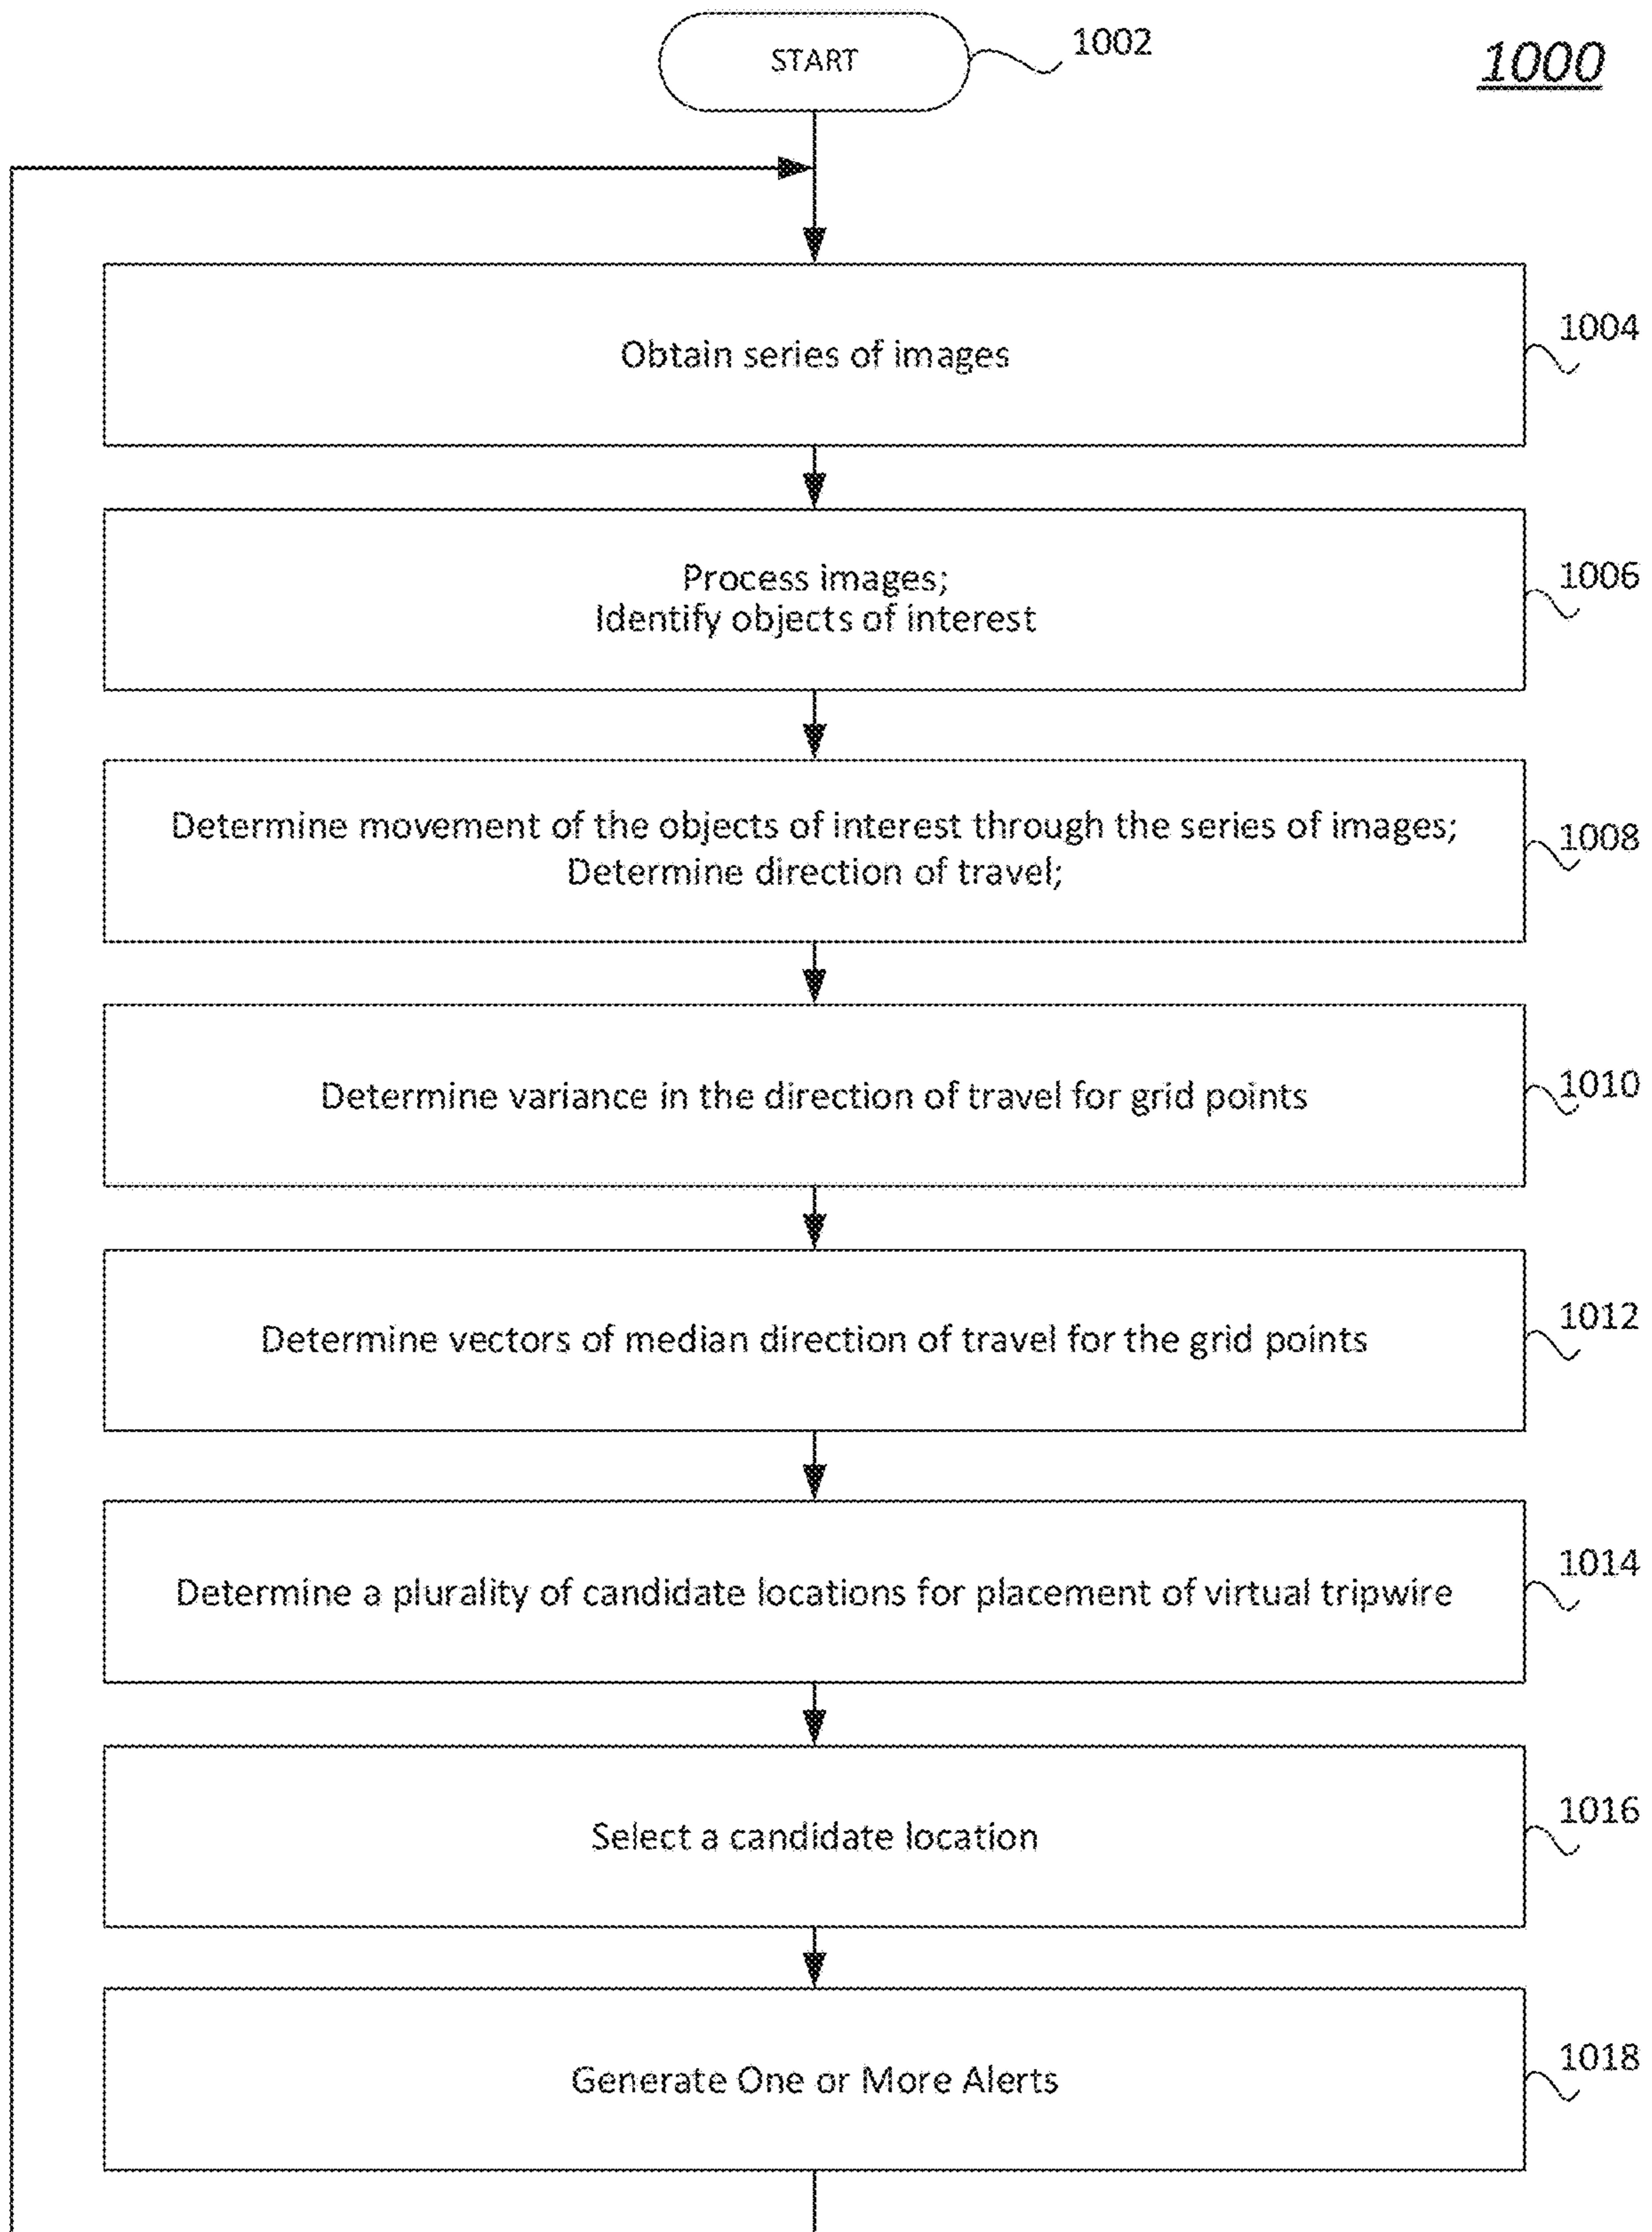 START
1002
1000
Obtain series of images
1004
Process images;
Identify objects of interest
1006
Determine movement of the objects of interest through the series of images;
Determine direction of travel;
1008
Determine variance in the direction of travel for grid points
1010
Determine vectors of median direction of travel for the grid points
1012
Determine a plurality of candidate locations for placement of virtual tripwire
1014
Select a candidate location
1016
Generate One or More Alerts
1018